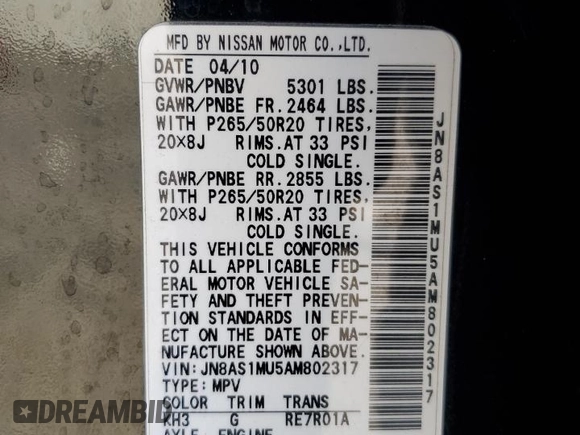 MFD BY NISSAN MOTOR CO.,LTD.
DATE 04/10
GVWR/PNBV 5301 LBS.
GAWR/PNBE FR.2464 LBS.
WITH P265/50R20 TIRES,
20×8J RIMS.AT 33 PSI
COLD SINGLE.
GAWR/PNBE RR.2855 LBS.
WITH P265/50R20 TIRES,
20×8J RIMS.AT 33 PSI
COLD SINGLE.
THIS VEHICLE CONFORMS
TO ALL APPLICABLE FED-
ERAL MOTOR VEHICLE SA-
FETY AND THEFT PREVEN-
TION STANDARDS IN EFF-
ECT ON THE DATE OF MA-
NUFACTURE SHOWN ABOVE.
VIN:JN8AS1MU5AM802317
TYPE:MPV
COLOR TRIM TRANS
KH3 G RE7R01A
AXLE ENGINE
JN8AS1MU5AM802317
EPIC.VIN